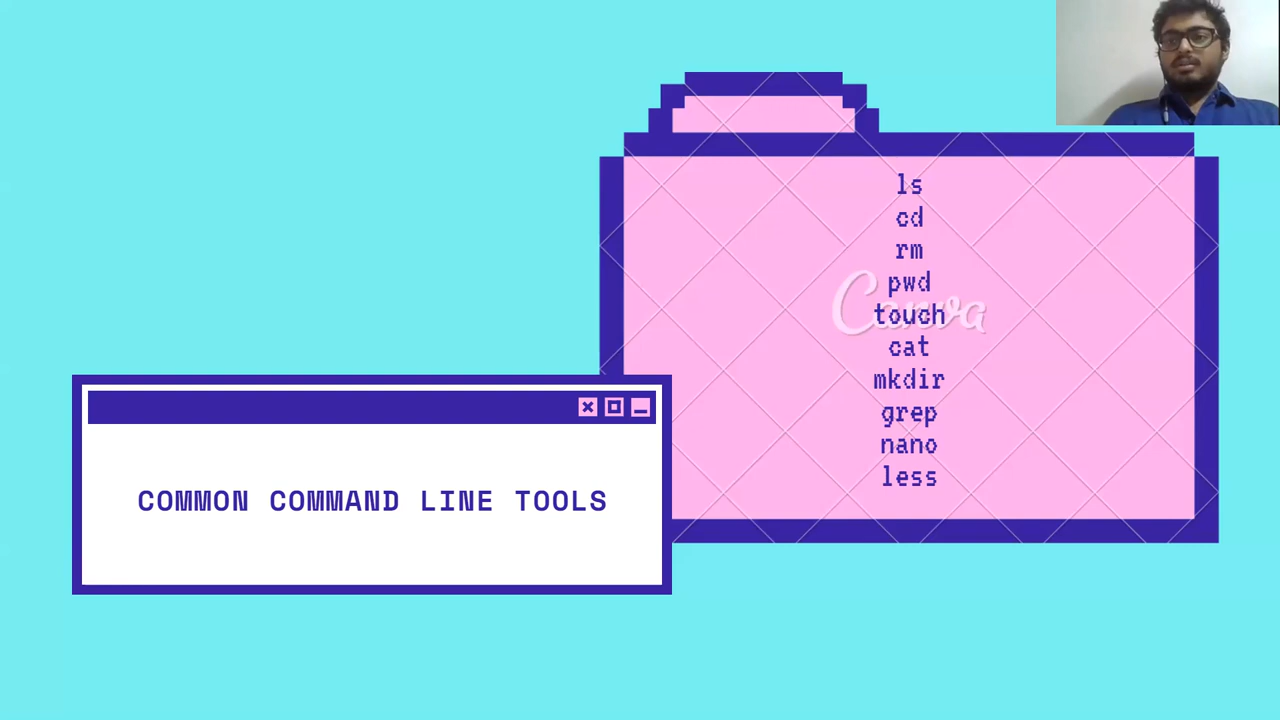 ls
cd
rm
pwd
Canva
touch
cat
mkdir
grep
nano
less
COMMON COMMAND LINE TOOLS